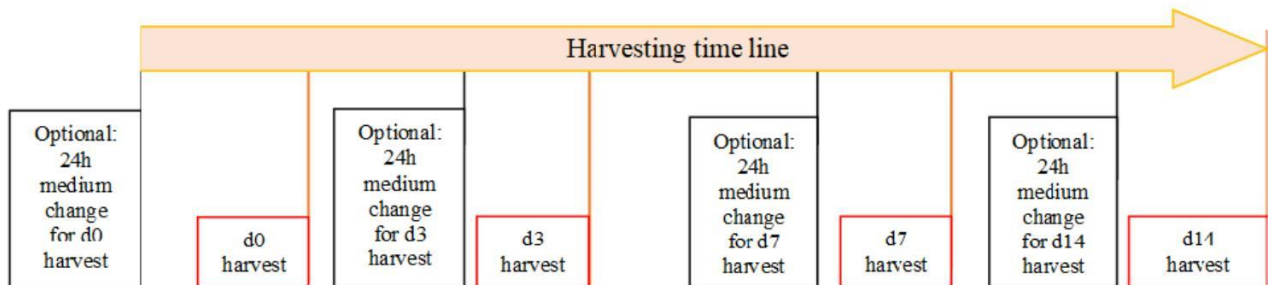 Harvesting time line
Optional:
24h
medium
change
for d0
harvest
d0
harvest
Optional:
24h
medium
change
for d3
harvest
d3
harvest
Optional:
24h
medium
change
for d7
harvest
d7
harvest
Optional:
24h
medium
change
for d14
harvest
d14
harvest